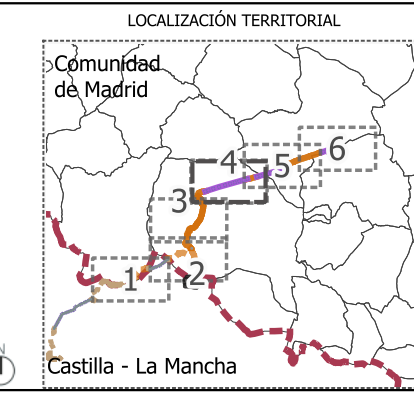 LOCALIZACIÓN TERRITORIAL
Comunidad
de Madrid
6
4
5
3
2
1
N
Castilla - La Mancha